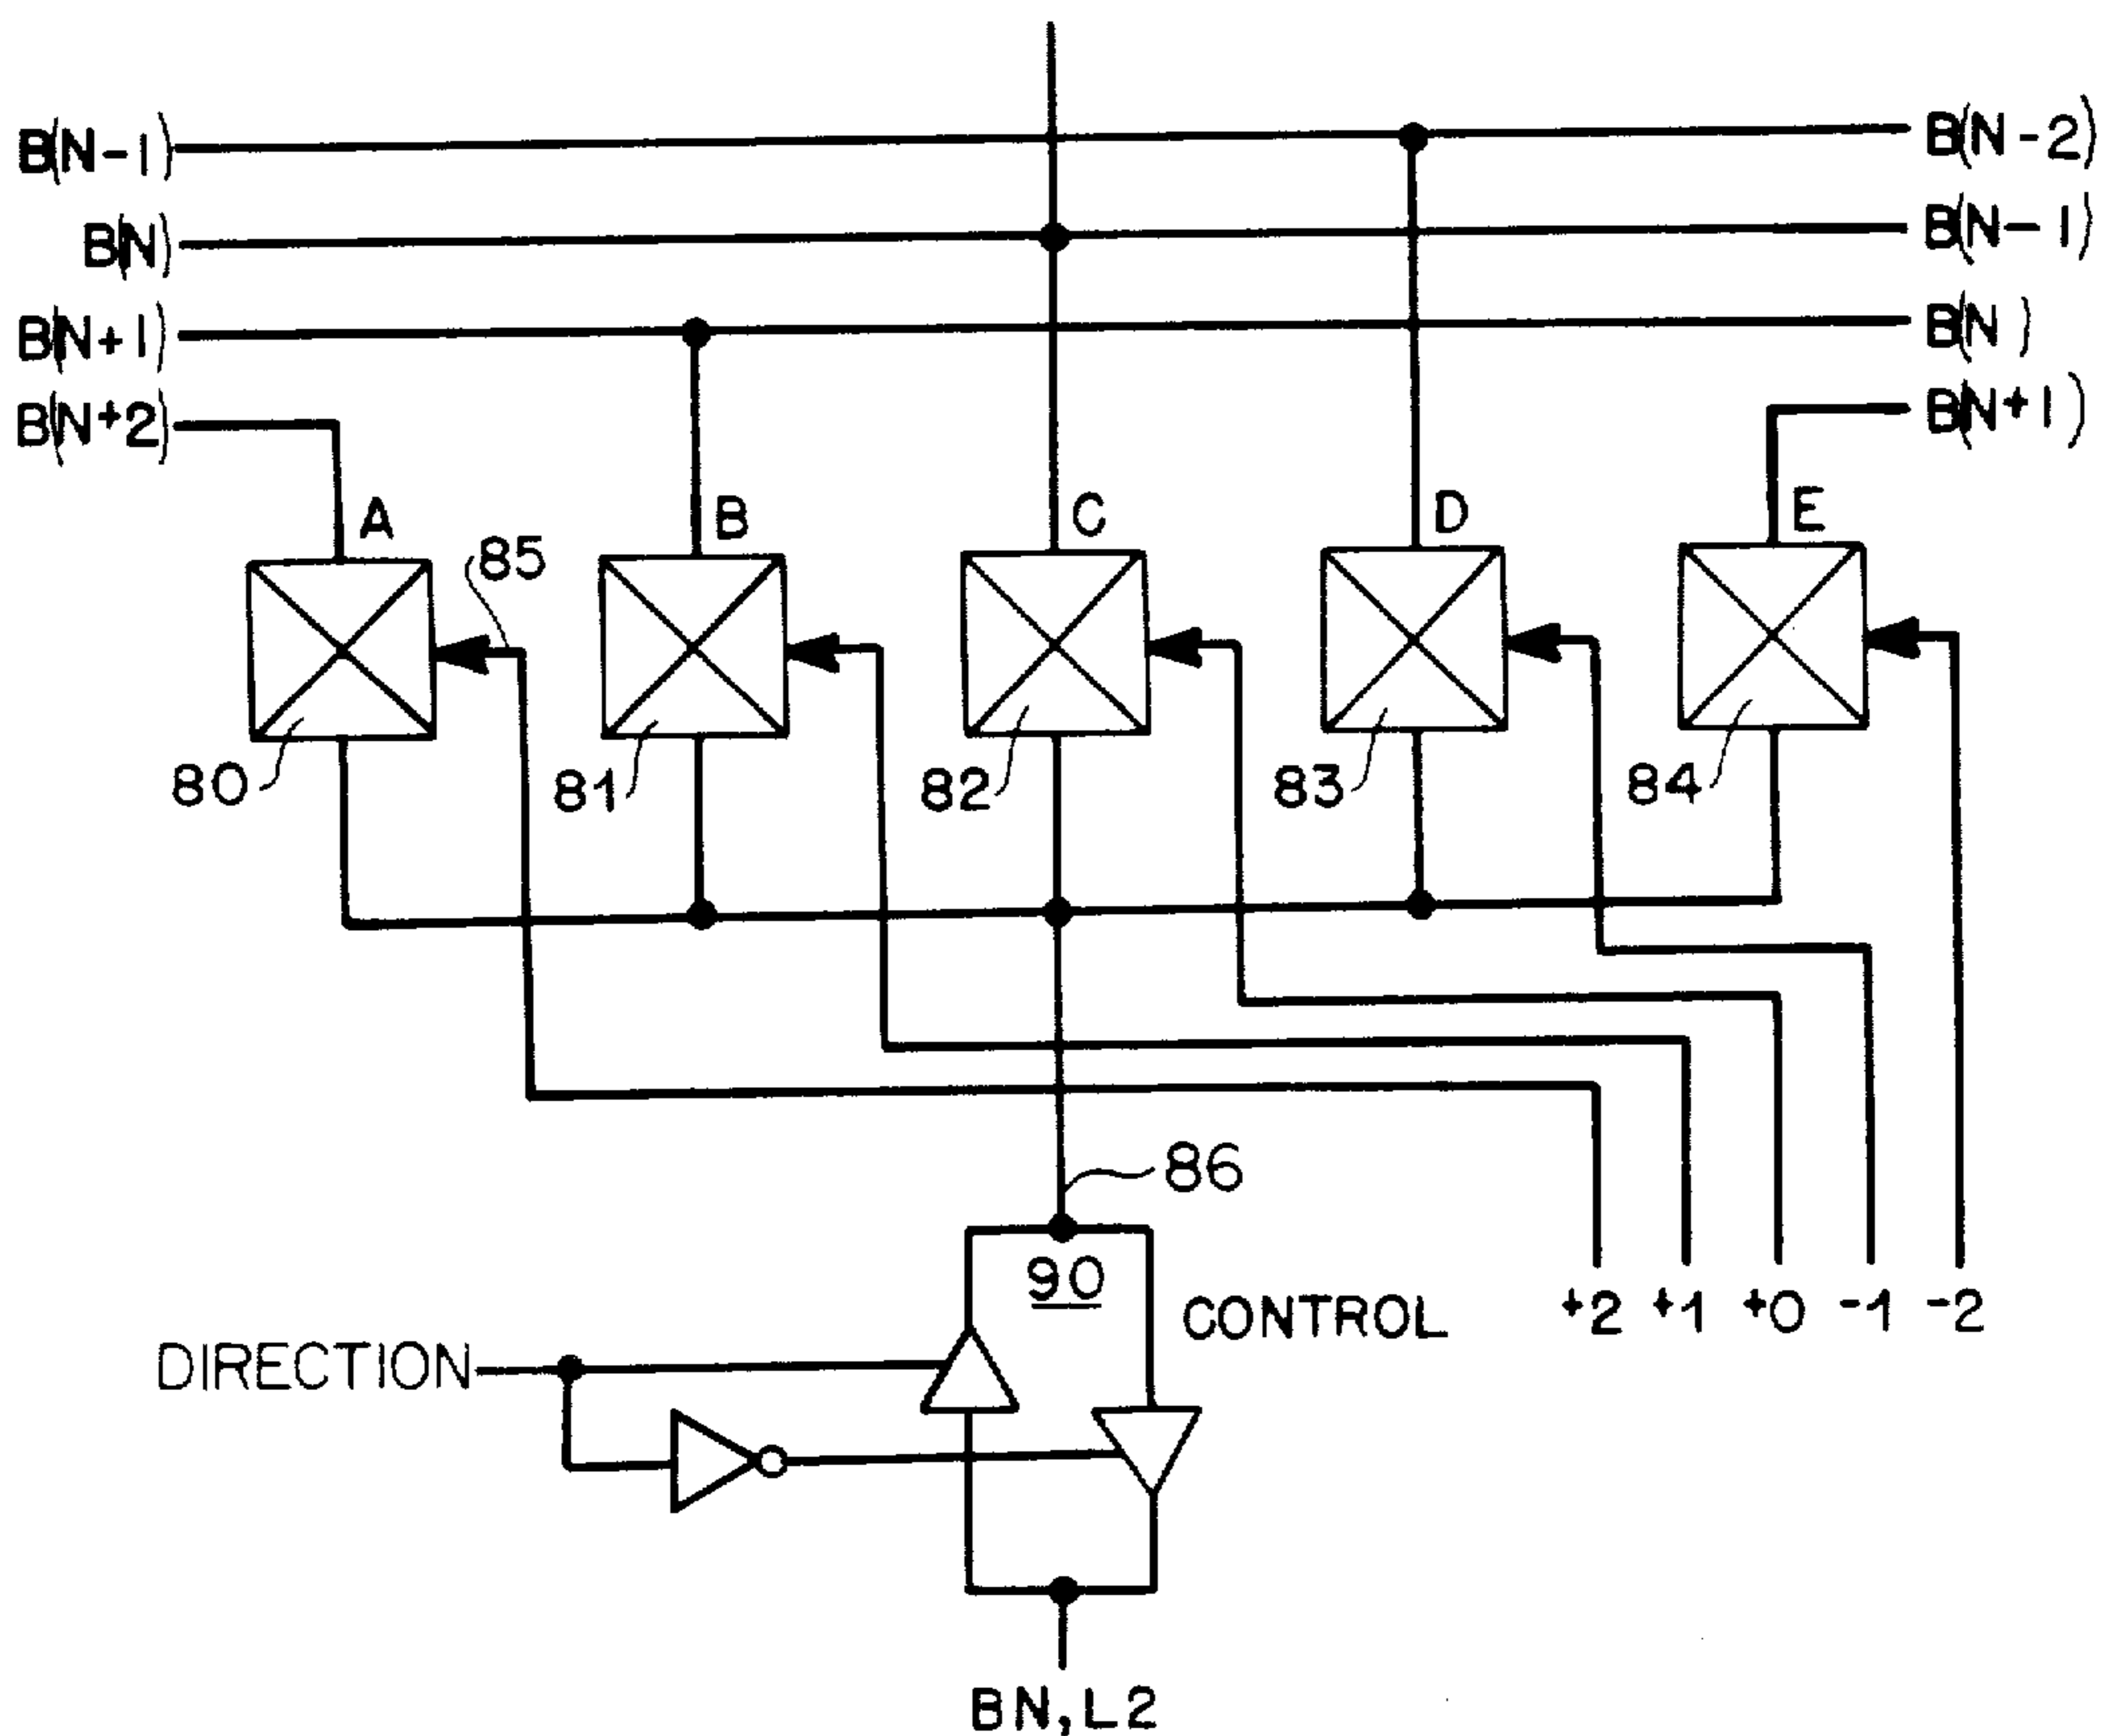 B(N-1) B(N-2)
B(N) B(N-1)
B(N+1) B(N)
B(N+2) B(N+1)
A B C D E
85
80 81 82 83 84
86
90
CONTROL +2 +1 +0 -1 -2
DIRECTION
BN,L2